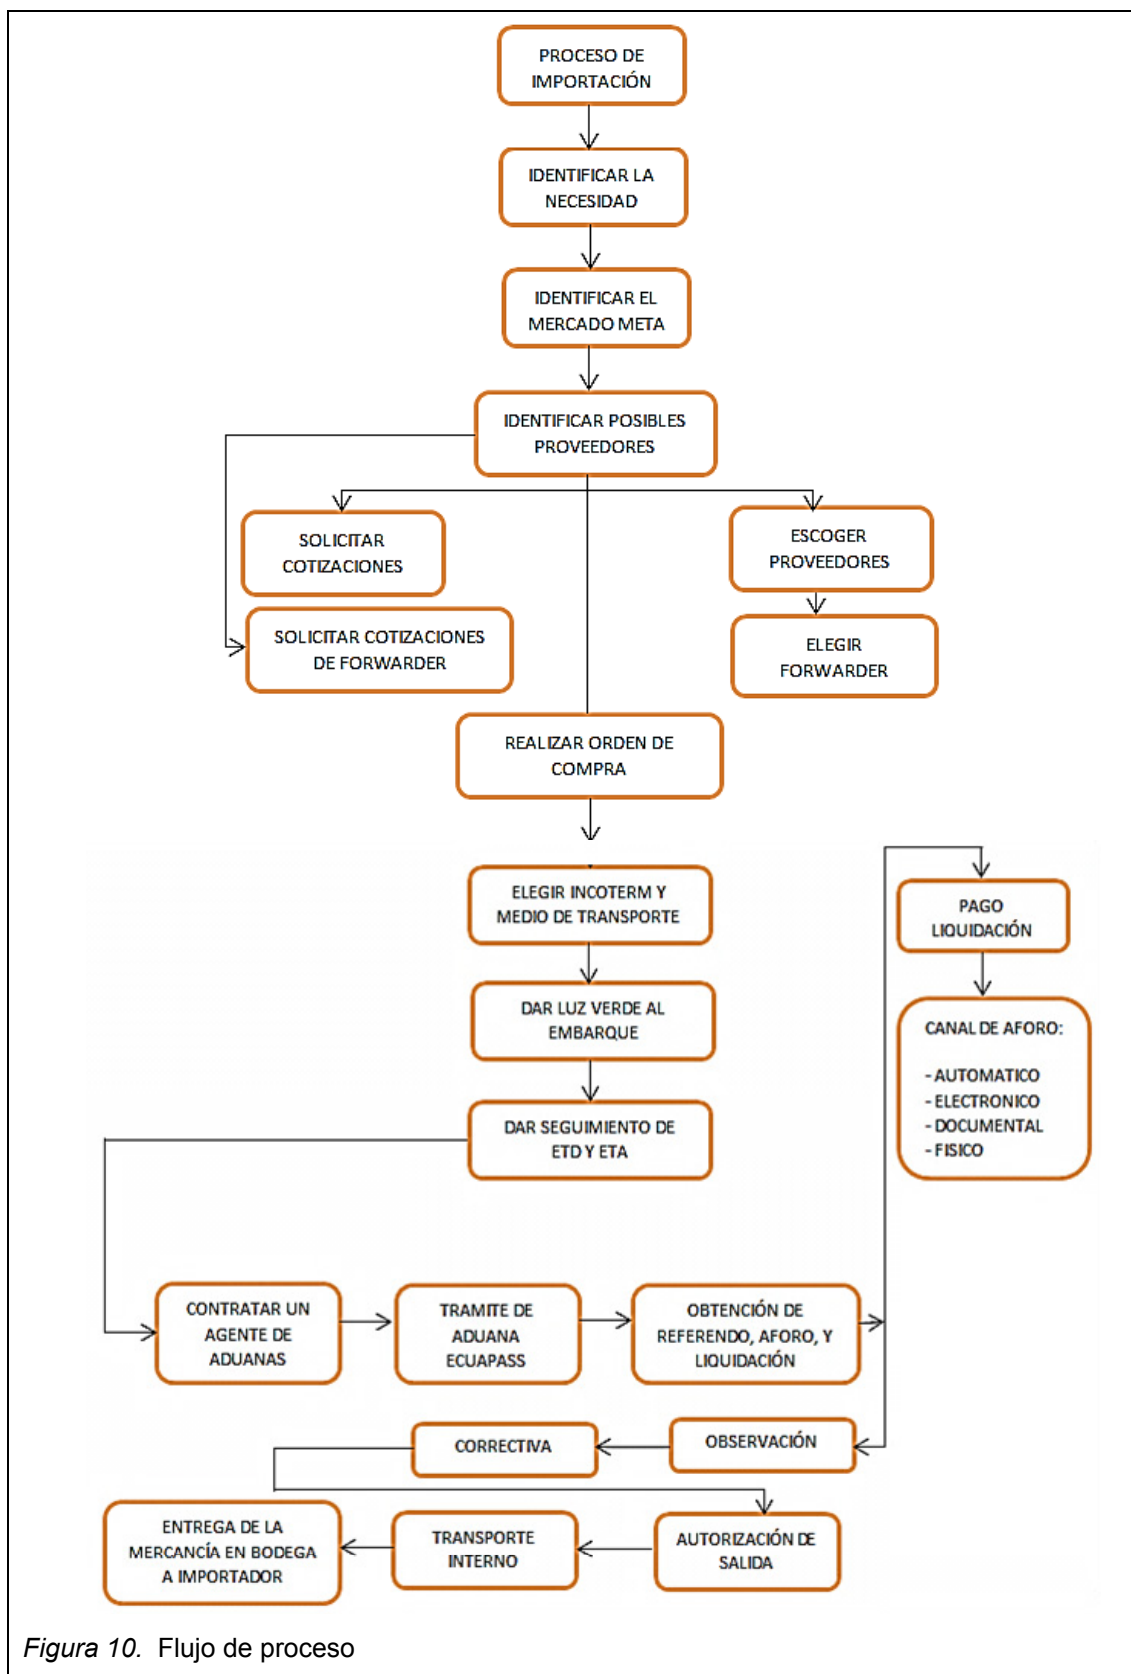 PROCESO DE
IMPORTACIÓN
IDENTIFICAR LA
NECESIDAD
IDENTIFICAR EL
MERCADO META
IDENTIFICAR POSIBLES
PROVEEDORES
SOLICITAR
COTIZACIONES
ESCOGER
PROVEEDORES
SOLICITAR COTIZACIONES
DE FORWARDER
ELEGIR
FORWARDER
REALIZAR ORDEN DE
COMPRA
ELEGIR INCOTERM Y
MEDIO DE TRANSPORTE
DAR LUZ VERDE AL
EMBARQUE
DAR SEGUIMIENTO DE
ETD Y ETA
PAGO
LIQUIDACIÓN
CANAL DE AFORO:
- AUTOMATICO
- ELECTRONICO
- DOCUMENTAL
- FISICO
CONTRATAR UN
AGENTE DE
ADUANAS
TRAMITE DE
ADUANA
ECUAPASS
OBTENCIÓN DE
REFERENDO, AFORO, Y
LIQUIDACIÓN
OBSERVACIÓN
CORRECTIVA
AUTORIZACIÓN DE
SALIDA
TRANSPORTE
INTERNO
ENTREGA DE LA
MERCANCÍA EN BODEGA
A IMPORTADOR
Figura 10. Flujo de proceso